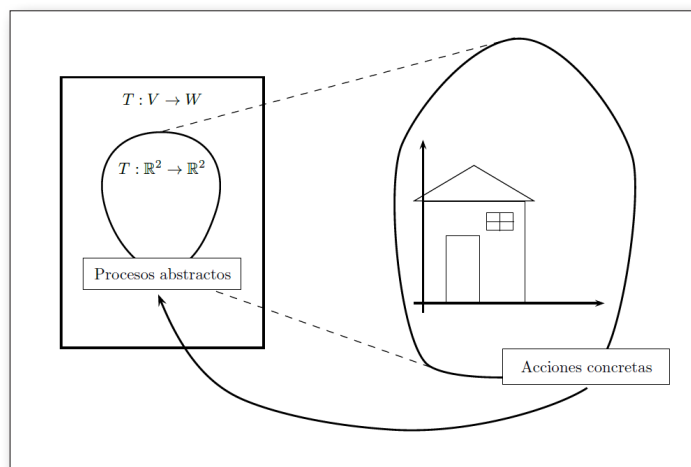 T : V → W
T : ℝ² → ℝ²
Procesos abstractos
Acciones concretas